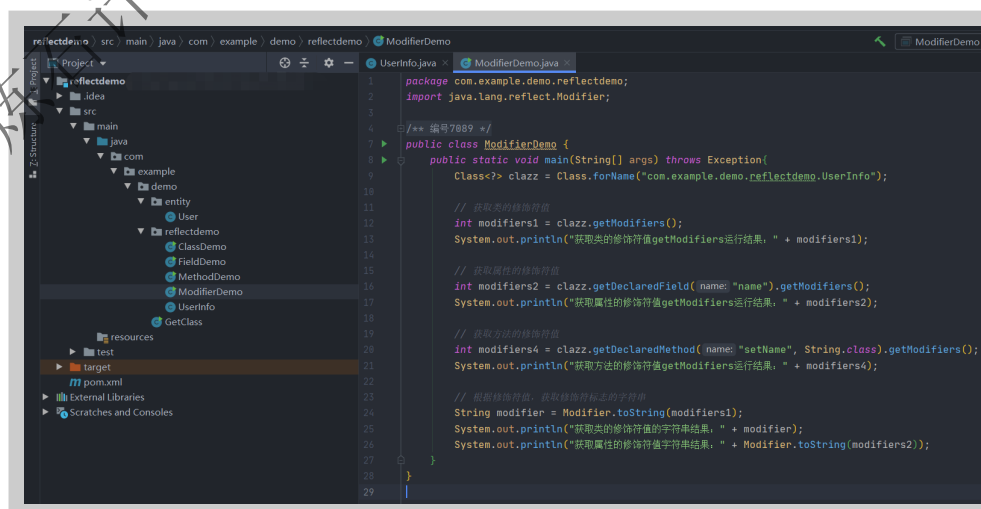 reflectdemo 〉 src 〉 main 〉 java 〉 com 〉 example 〉 demo 〉 reflectdemo 〉 ModifierDemo
ModifierDemo
Project
UserInfo.java × ModifierDemo.java ×
Project
Z: Structure
reflectdemo
.idea
src
main
java
com
example
demo
entity
User
reflectdemo
ClassDemo
FieldDemo
MethodDemo
ModifierDemo
UserInfo
GetClass
resources
test
target
pom.xml
External Libraries
Scratches and Consoles
1 package com.example.demo.reflectdemo;
2 import java.lang.reflect.Modifier;
3
4 /** 编号7089 */
7 public class ModifierDemo {
8 public static void main(String[] args) throws Exception{
9 Class<?> clazz = Class.forName("com.example.demo.reflectdemo.UserInfo");
10
11 // 获取类的修饰符值
12 int modifiers1 = clazz.getModifiers();
13 System.out.println("获取类的修饰符值getModifiers运行结果：" + modifiers1);
14
15 // 获取属性的修饰符值
16 int modifiers2 = clazz.getDeclaredField( name: "name").getModifiers();
17 System.out.println("获取属性的修饰符值getModifiers运行结果：" + modifiers2);
18
19 // 获取方法的修饰符值
20 int modifiers4 = clazz.getDeclaredMethod( name: "setName", String.class).getModifiers();
21 System.out.println("获取方法的修饰符值getModifiers运行结果：" + modifiers4);
22
23 // 根据修饰符值，获取修饰符标志的字符串
24 String modifier = Modifier.toString(modifiers1);
25 System.out.println("获取类的修饰符值的字符串结果：" + modifier);
26 System.out.println("获取属性的修饰符值字符串结果：" + Modifier.toString(modifiers2));
27 }
28 }
29